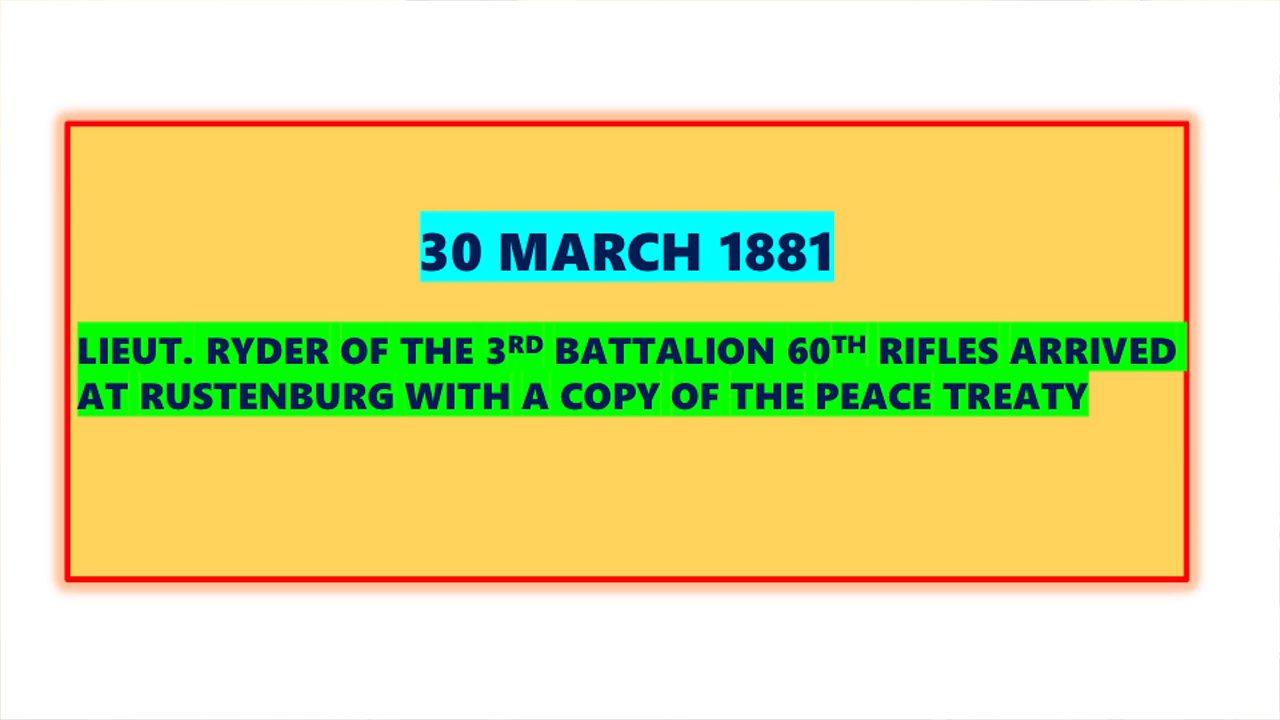 30 MARCH 1881
LIEUT. RYDER OF THE 3RD BATTALION 60TH RIFLES ARRIVED
AT RUSTENBURG WITH A COPY OF THE PEACE TREATY